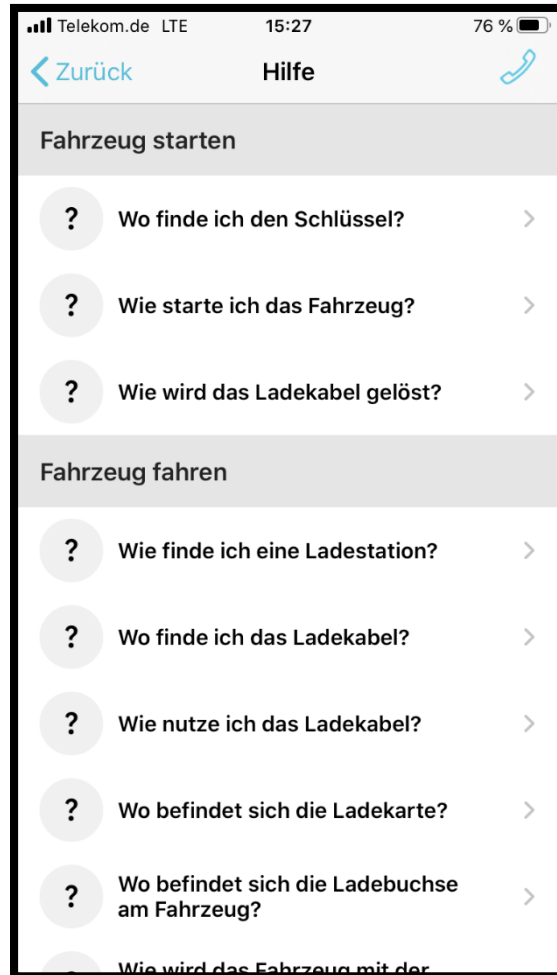 Telekom.de LTE 15:27 76 %
Zurück Hilfe
Fahrzeug starten
? Wo finde ich den Schlüssel?
? Wie starte ich das Fahrzeug?
? Wie wird das Ladekabel gelöst?
Fahrzeug fahren
? Wie finde ich eine Ladestation?
? Wo finde ich das Ladekabel?
? Wie nutze ich das Ladekabel?
? Wo befindet sich die Ladekarte?
? Wo befindet sich die Ladebuchse
am Fahrzeug?
Wie wird das Fahrzeug mit der